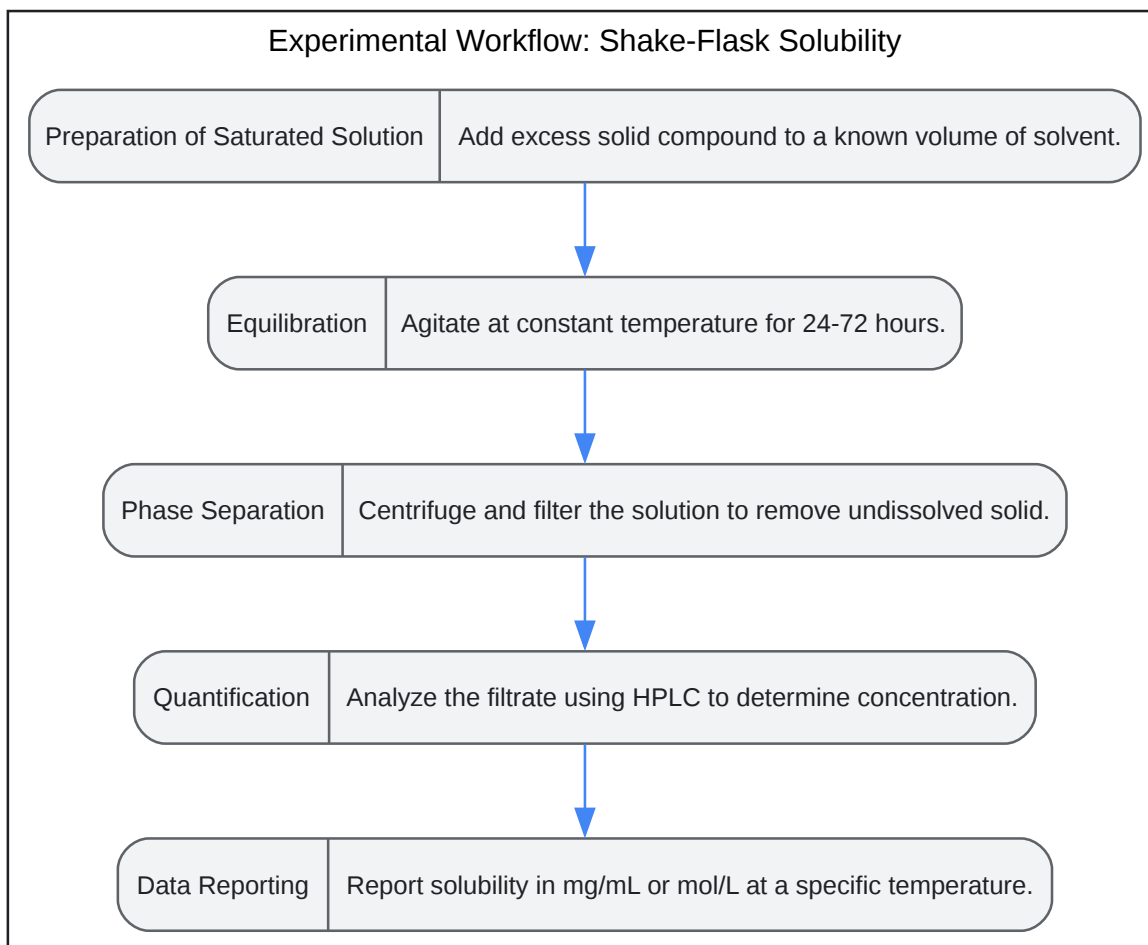 Experimental Workflow: Shake-Flask Solubility
Preparation of Saturated Solution
Add excess solid compound to a known volume of solvent.
Equilibration
Agitate at constant temperature for 24-72 hours.
Phase Separation
Centrifuge and filter the solution to remove undissolved solid.
Quantification
Analyze the filtrate using HPLC to determine concentration.
Data Reporting
Report solubility in mg/mL or mol/L at a specific temperature.